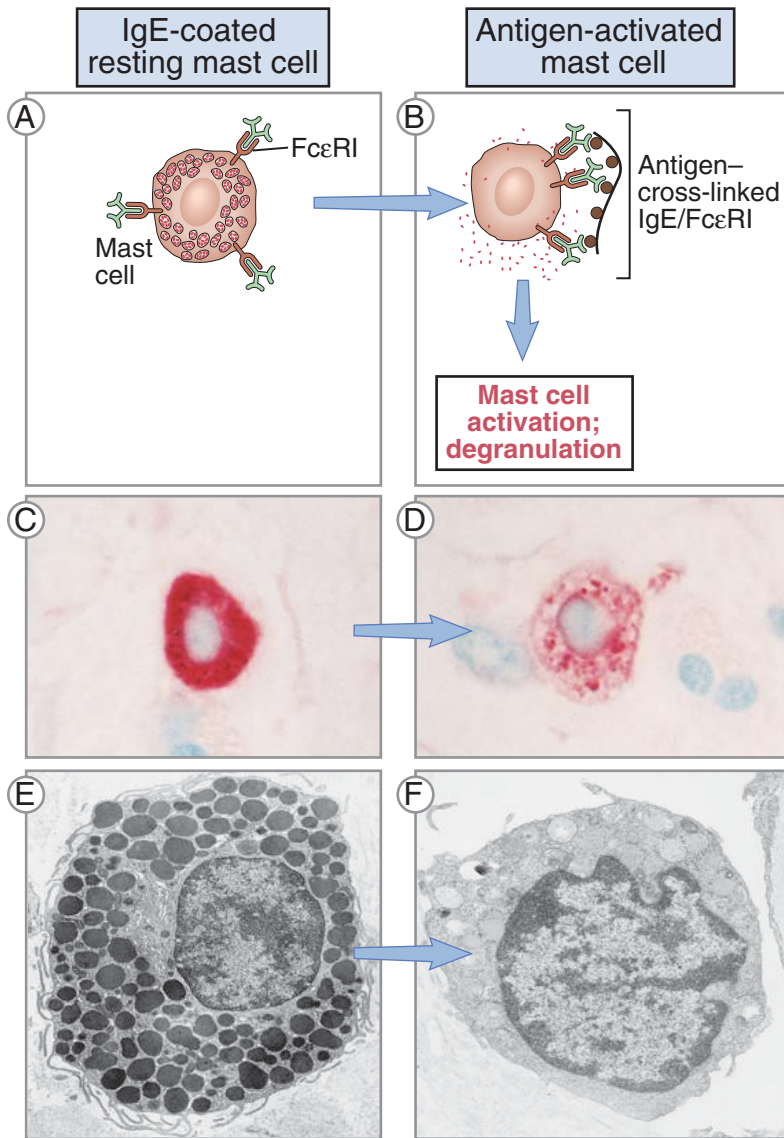 IgE-coated
resting mast cell
Antigen-activated
mast cell
A
FcεRI
Mast
cell
B
Antigen–
cross-linked
IgE/FcεRI
Mast cell
activation;
degranulation
C
D
E
F